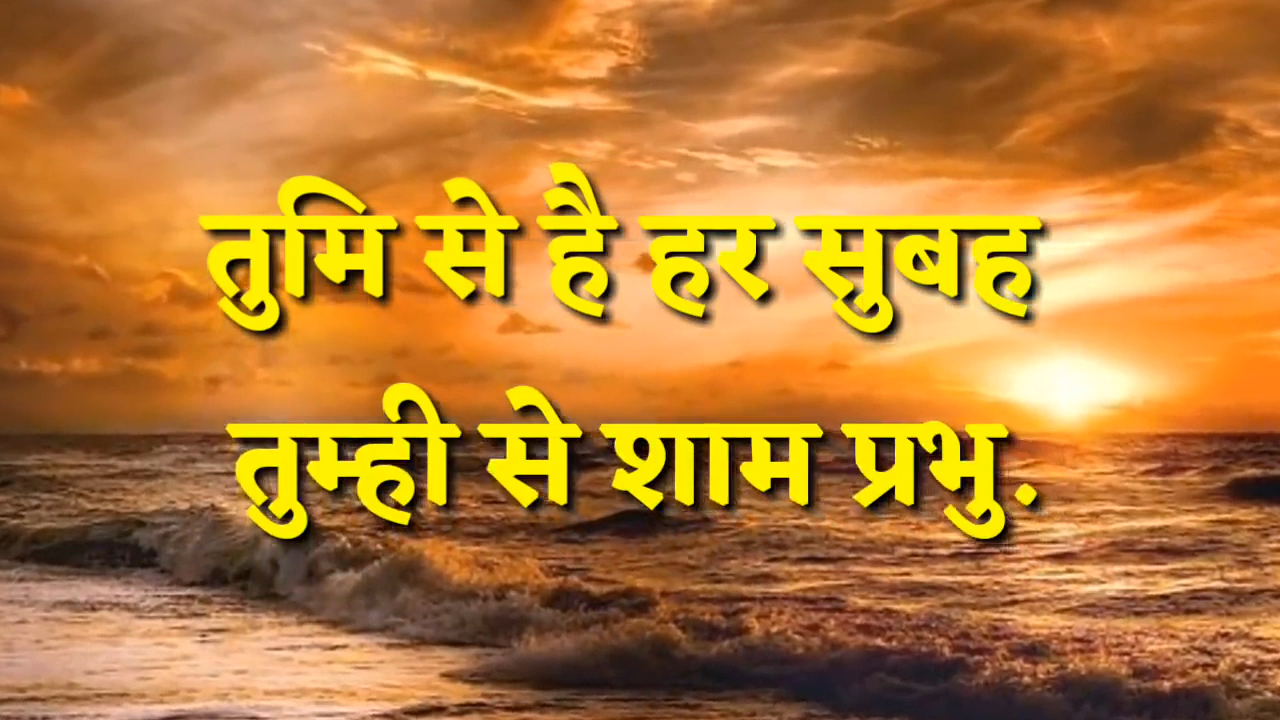 तुमि से है हर सुबह
तुम्ही से शाम प्रभु.